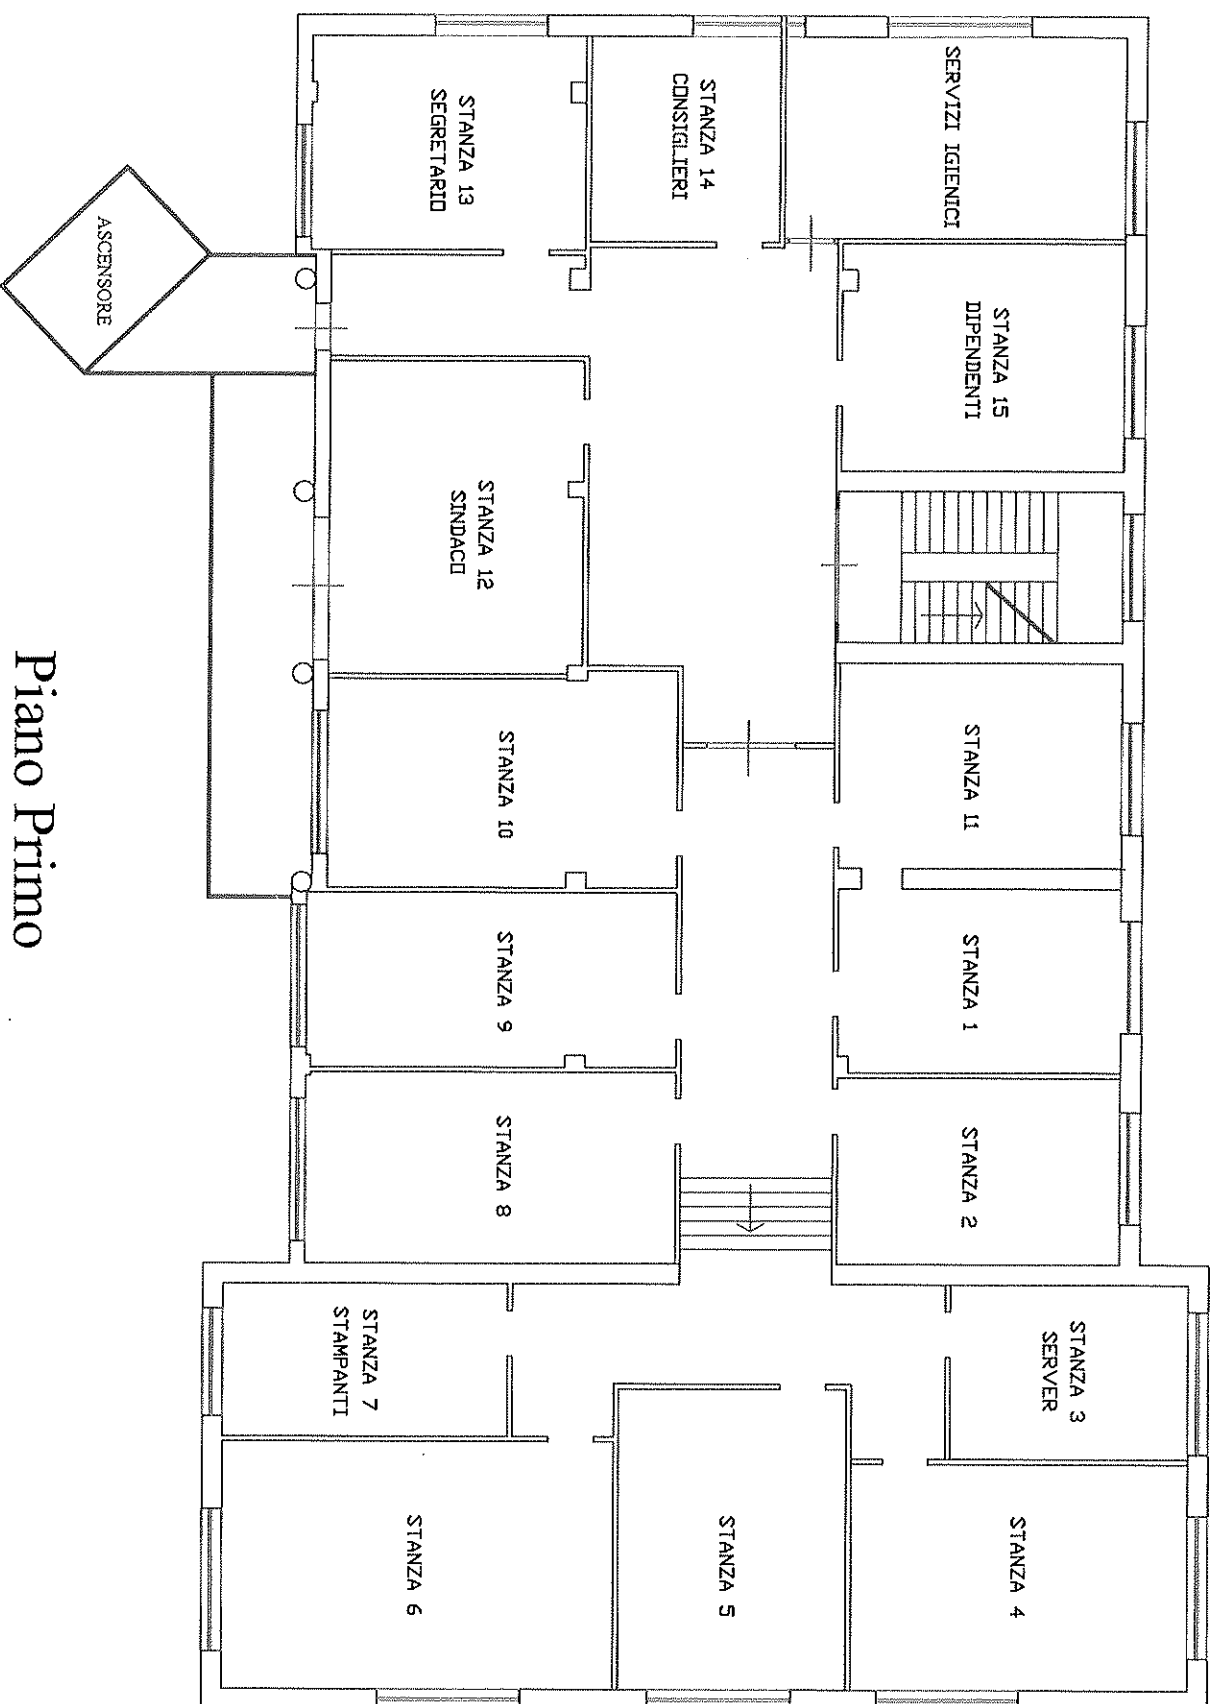 SERVIZI IGIENICI
STANZA 15
DIPENDENTI
STANZA 11
STANZA 1
STANZA 2
STANZA 3
SERVER
STANZA 4
STANZA 14
CONSIGLIERI
STANZA 5
STANZA 13
SEGRETARIO
STANZA 12
SINDACO
STANZA 10
STANZA 9
STANZA 8
STANZA 7
STAMPANTI
STANZA 6
ASCENSORE
Piano Primo